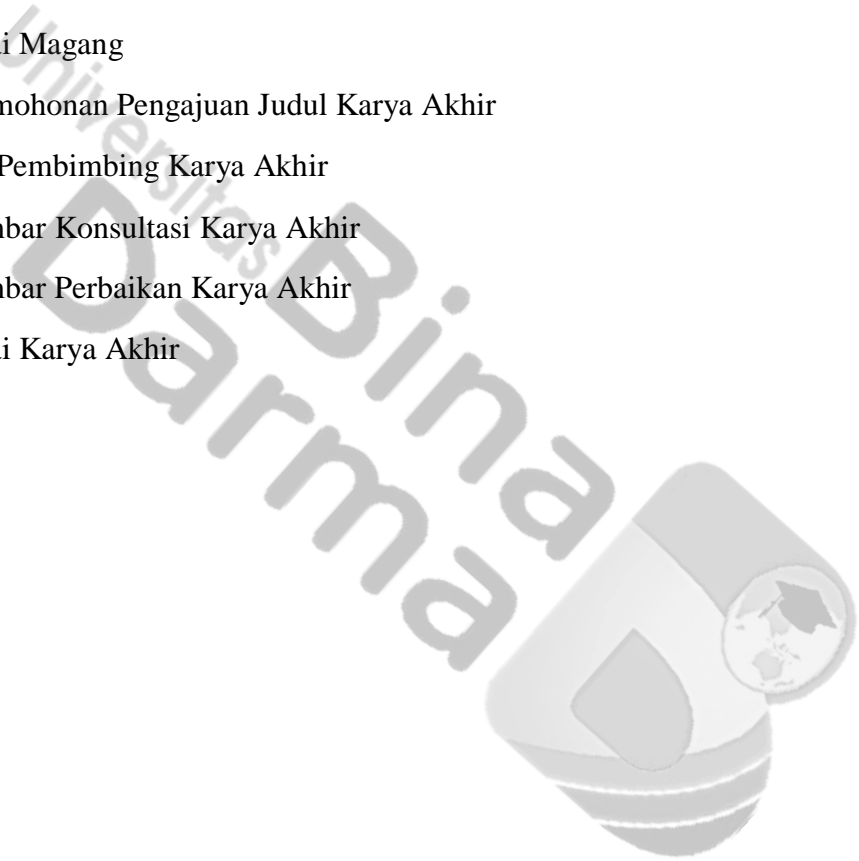 i Magang
mohonan Pengajuan Judul Karya Akhir
Pembimbing Karya Akhir
nbar Konsultasi Karya Akhir
nbar Perbaikan Karya Akhir
i Karya Akhir
Universitas
Bina
Darma